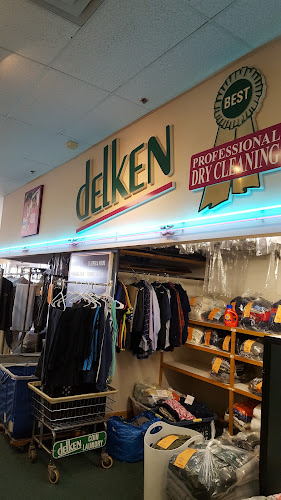 BEST
delKEN
PROFESSIONAL
DRY CLEANING
delKEN
COIN
LAUNDRY